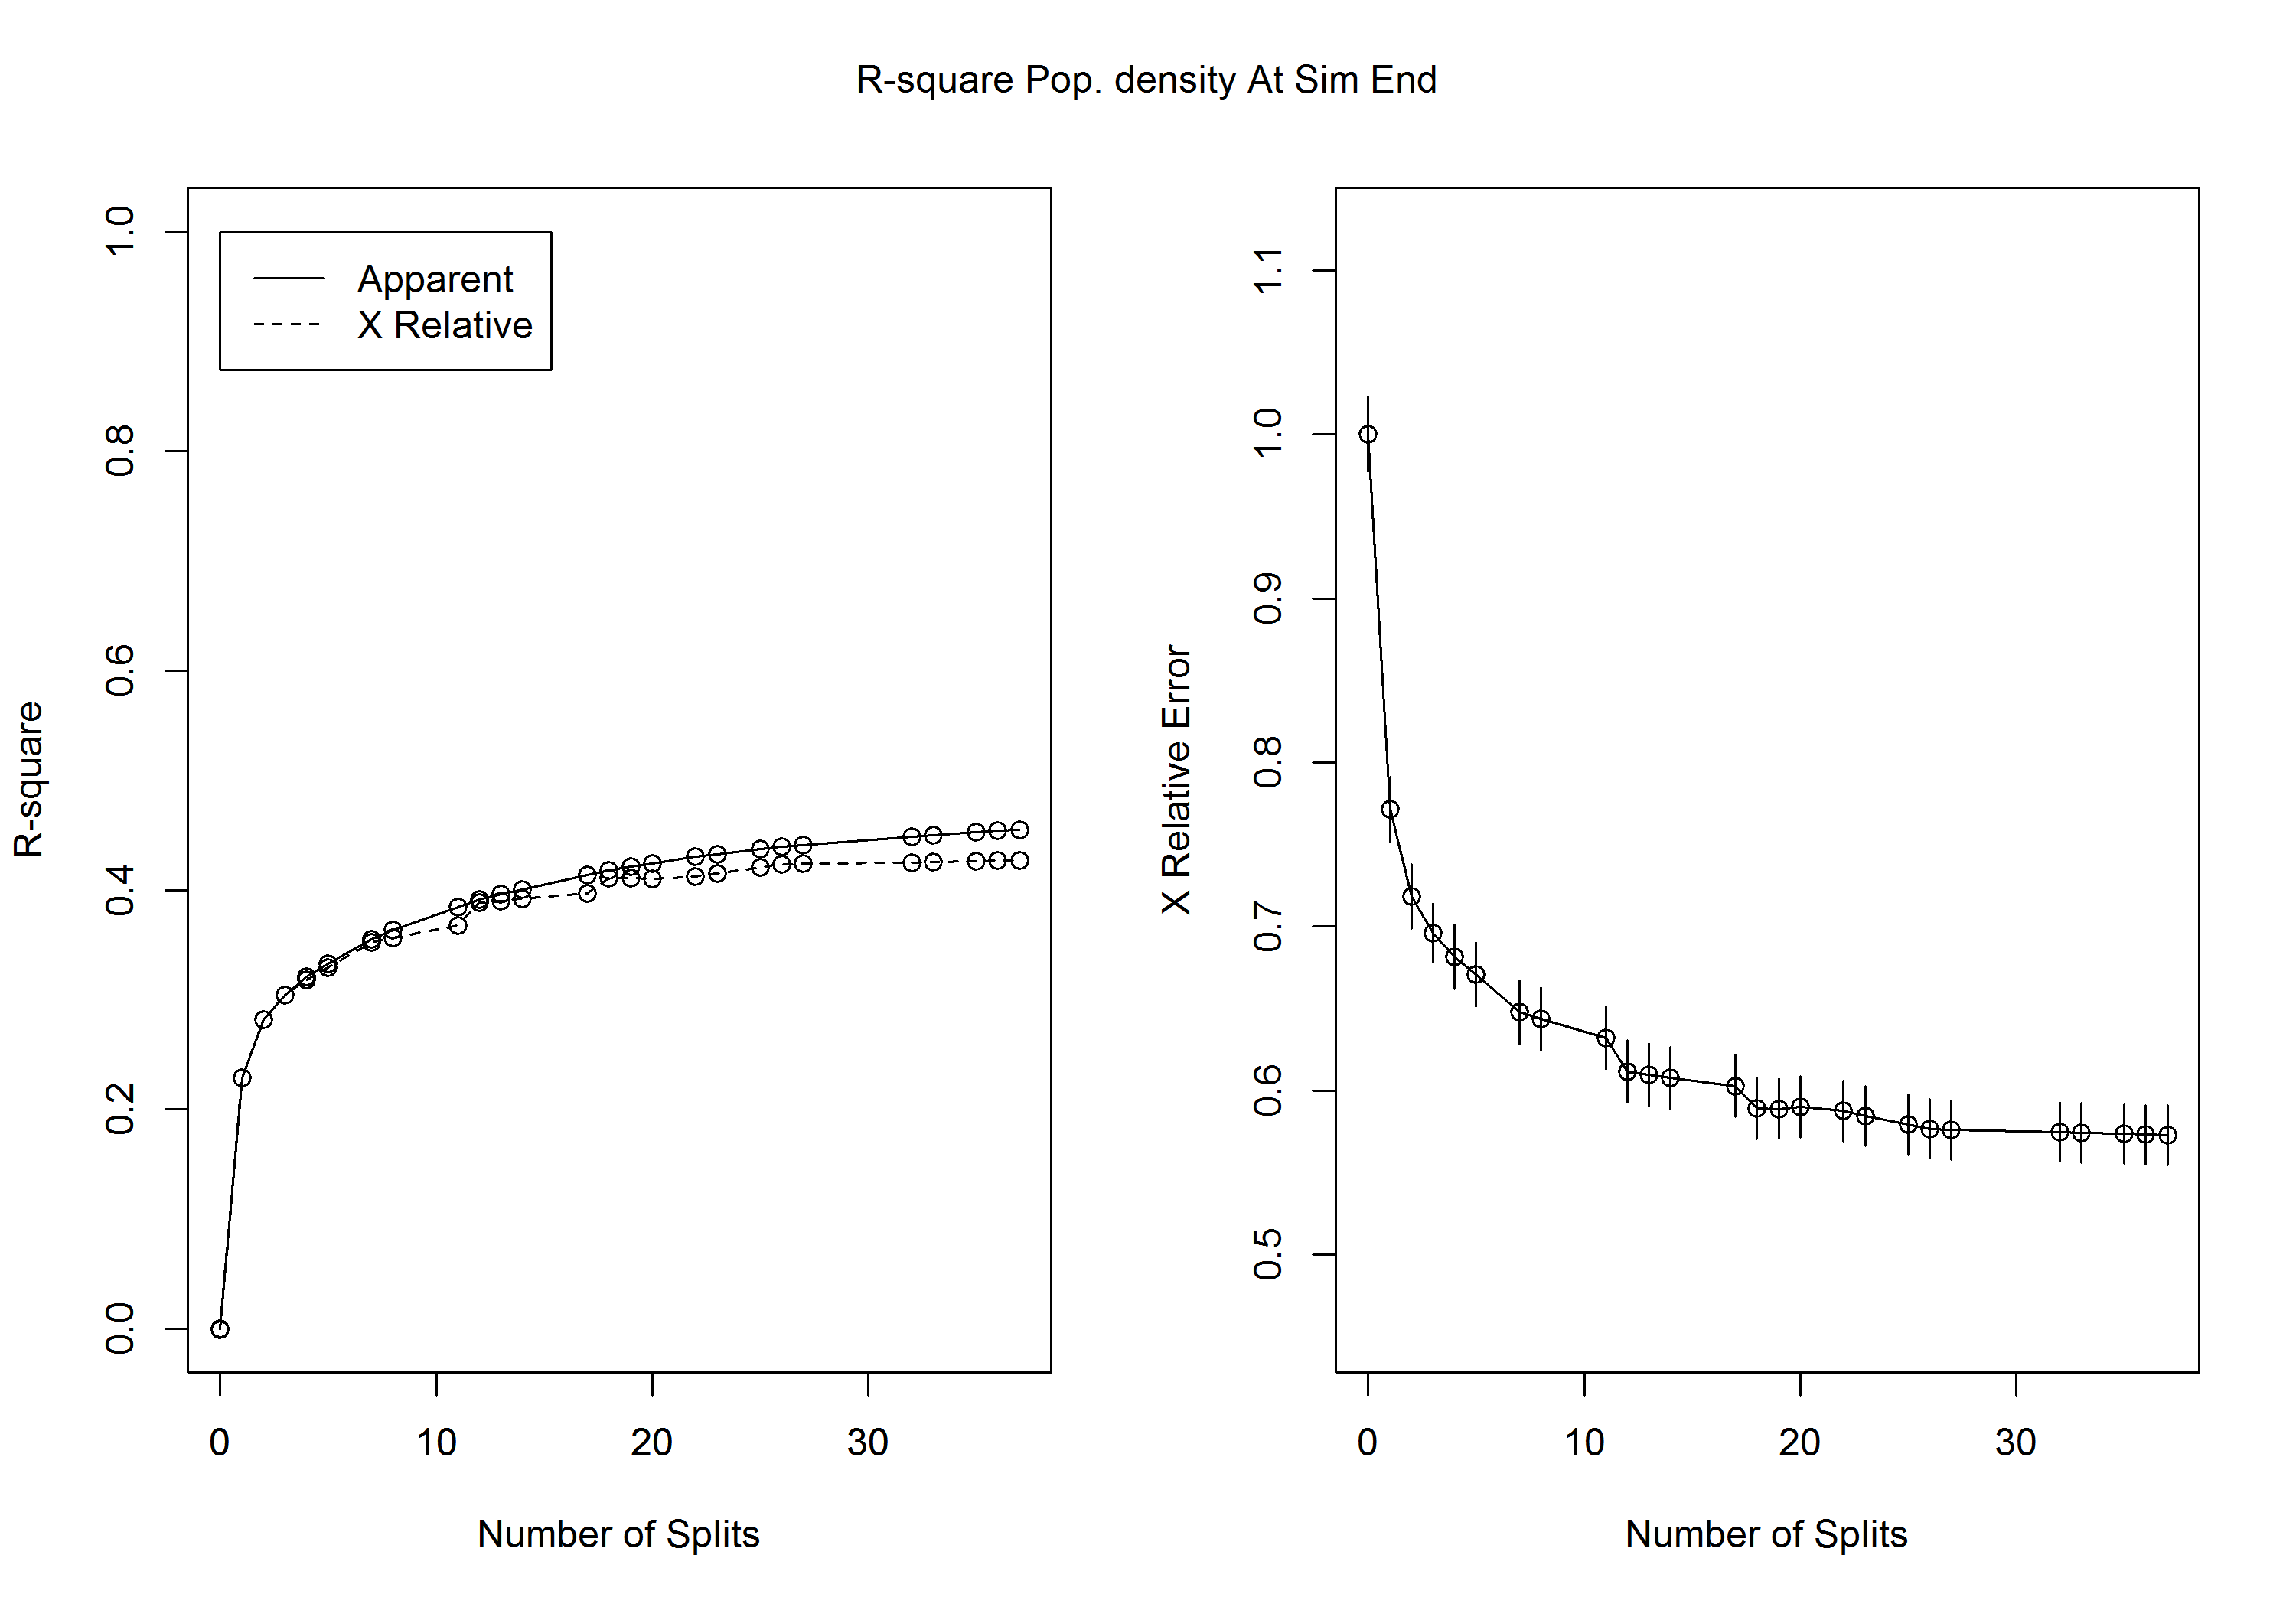 R-square Pop. density At Sim End
R-square
1.0
0.8
0.6
0.4
0.2
0.0
Apparent
X Relative
0 10 20 30
Number of Splits
X Relative Error
1.1
1.0
0.9
0.8
0.7
0.6
0.5
0 10 20 30
Number of Splits